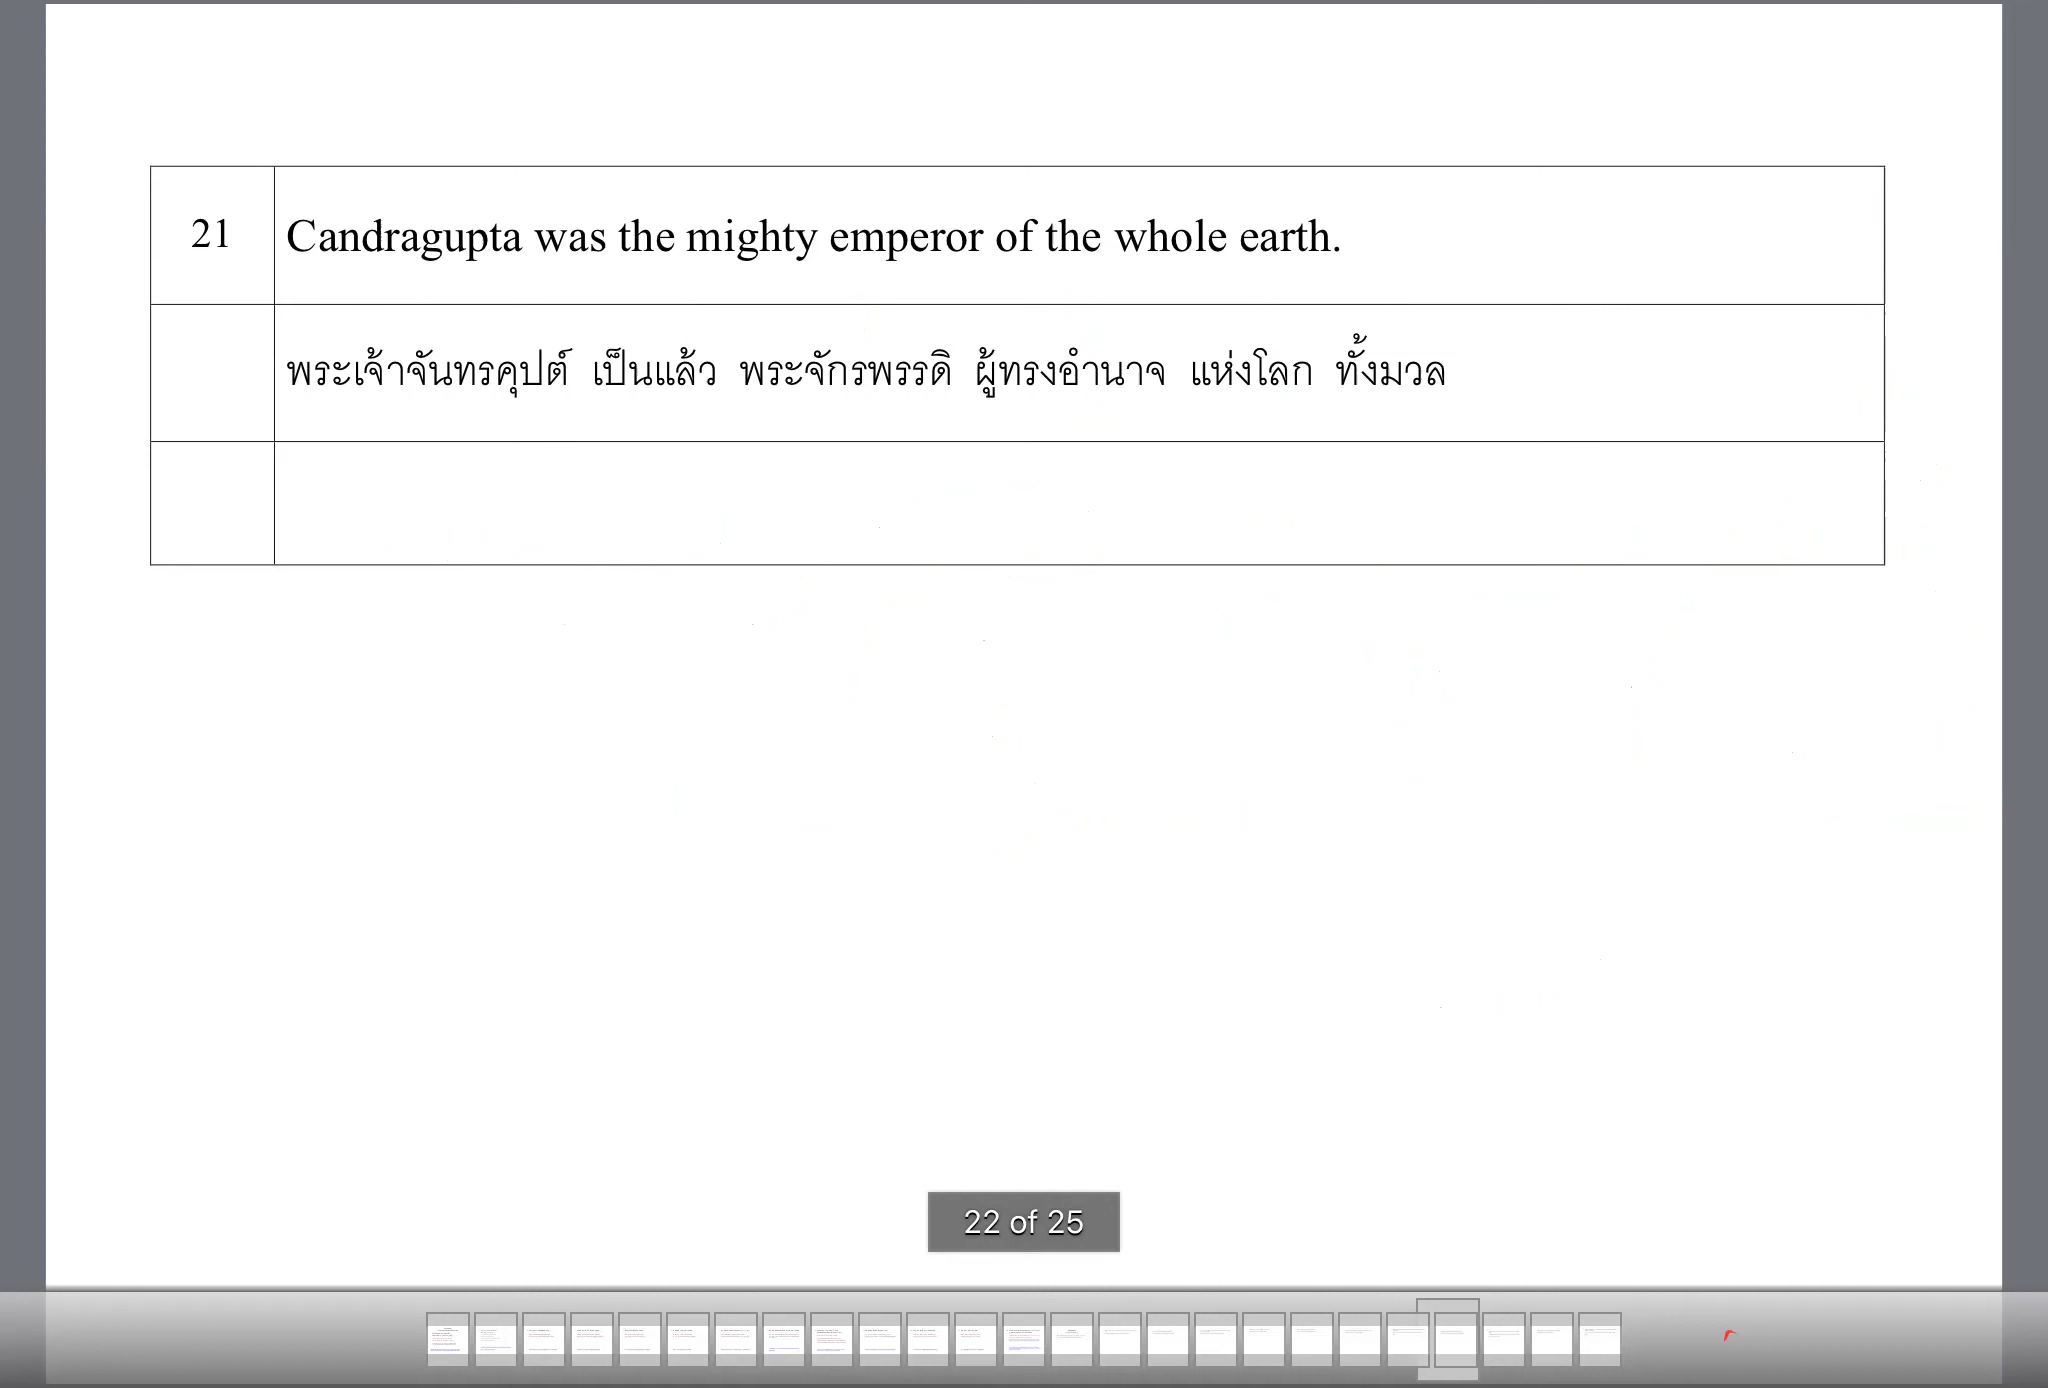 21
Candragupta was the mighty emperor of the whole earth.
พระเจ้าจันทรคุปต์ เป็นแล้ว พระจักรพรรดิ ผู้ทรงอำนาจ แห่งโลก ทั้งมวล
22 of 25